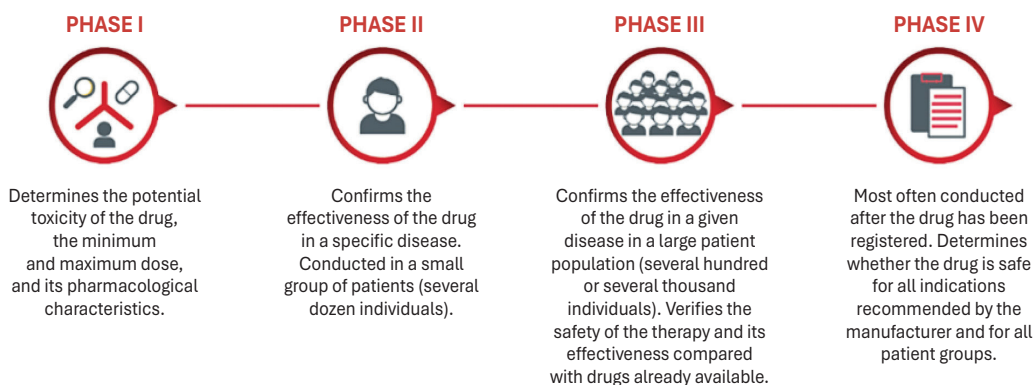 PHASE I
Determines the potential
toxicity of the drug,
the minimum
and maximum dose,
and its pharmacological
characteristics.
PHASE II
Confirms the
effectiveness of the drug
in a specific disease.
Conducted in a small
group of patients (several
dozen individuals).
PHASE III
Confirms the effectiveness
of the drug in a given
disease in a large patient
population (several hundred
or several thousand
individuals). Verifies the
safety of the therapy and its
effectiveness compared
with drugs already available.
PHASE IV
Most often conducted
after the drug has been
registered. Determines
whether the drug is safe
for all indications
recommended by the
manufacturer and for all
patient groups.